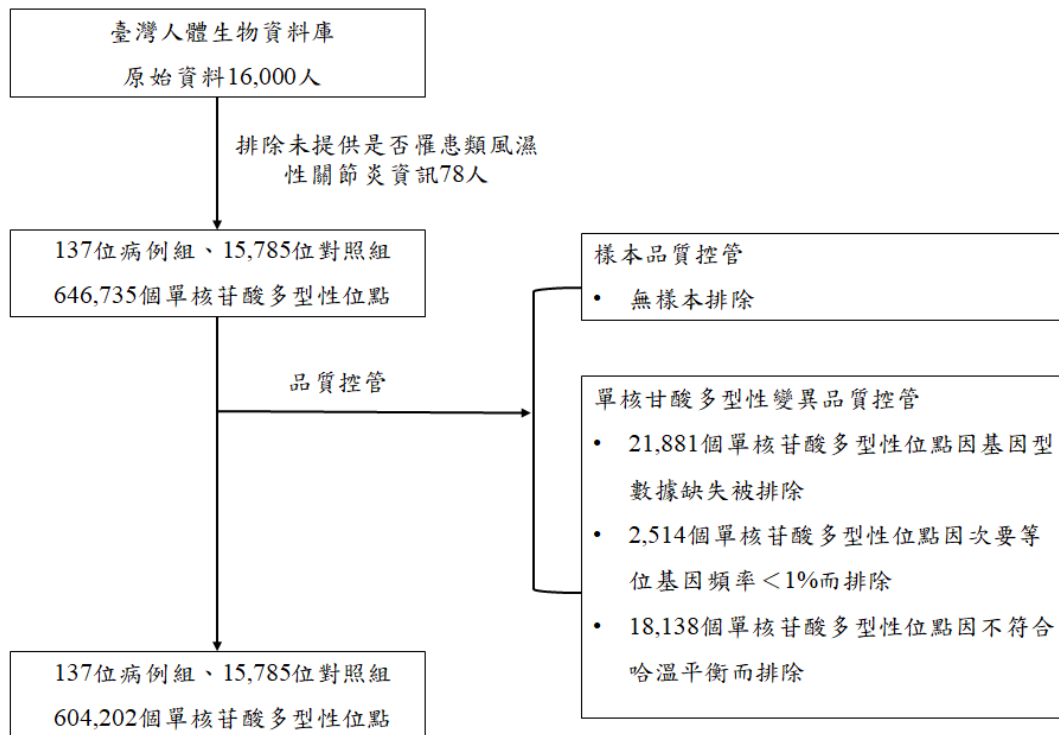 臺灣人體生物資料庫
原始資料16,000人
排除未提供是否罹患類風濕
性關節炎資訊78人
137位病例組、15,785位對照組
646,735個單核苷酸多型性位點
品質控管
樣本品質控管
• 無樣本排除
單核甘酸多型性變異品質控管
• 21,881個單核苷酸多型性位點因基因型
數據缺失被排除
• 2,514個單核苷酸多型性位點因次要等
位基因頻率＜1%而排除
• 18,138個單核苷酸多型性位點因不符合
哈溫平衡而排除
137位病例組、15,785位對照組
604,202個單核苷酸多型性位點